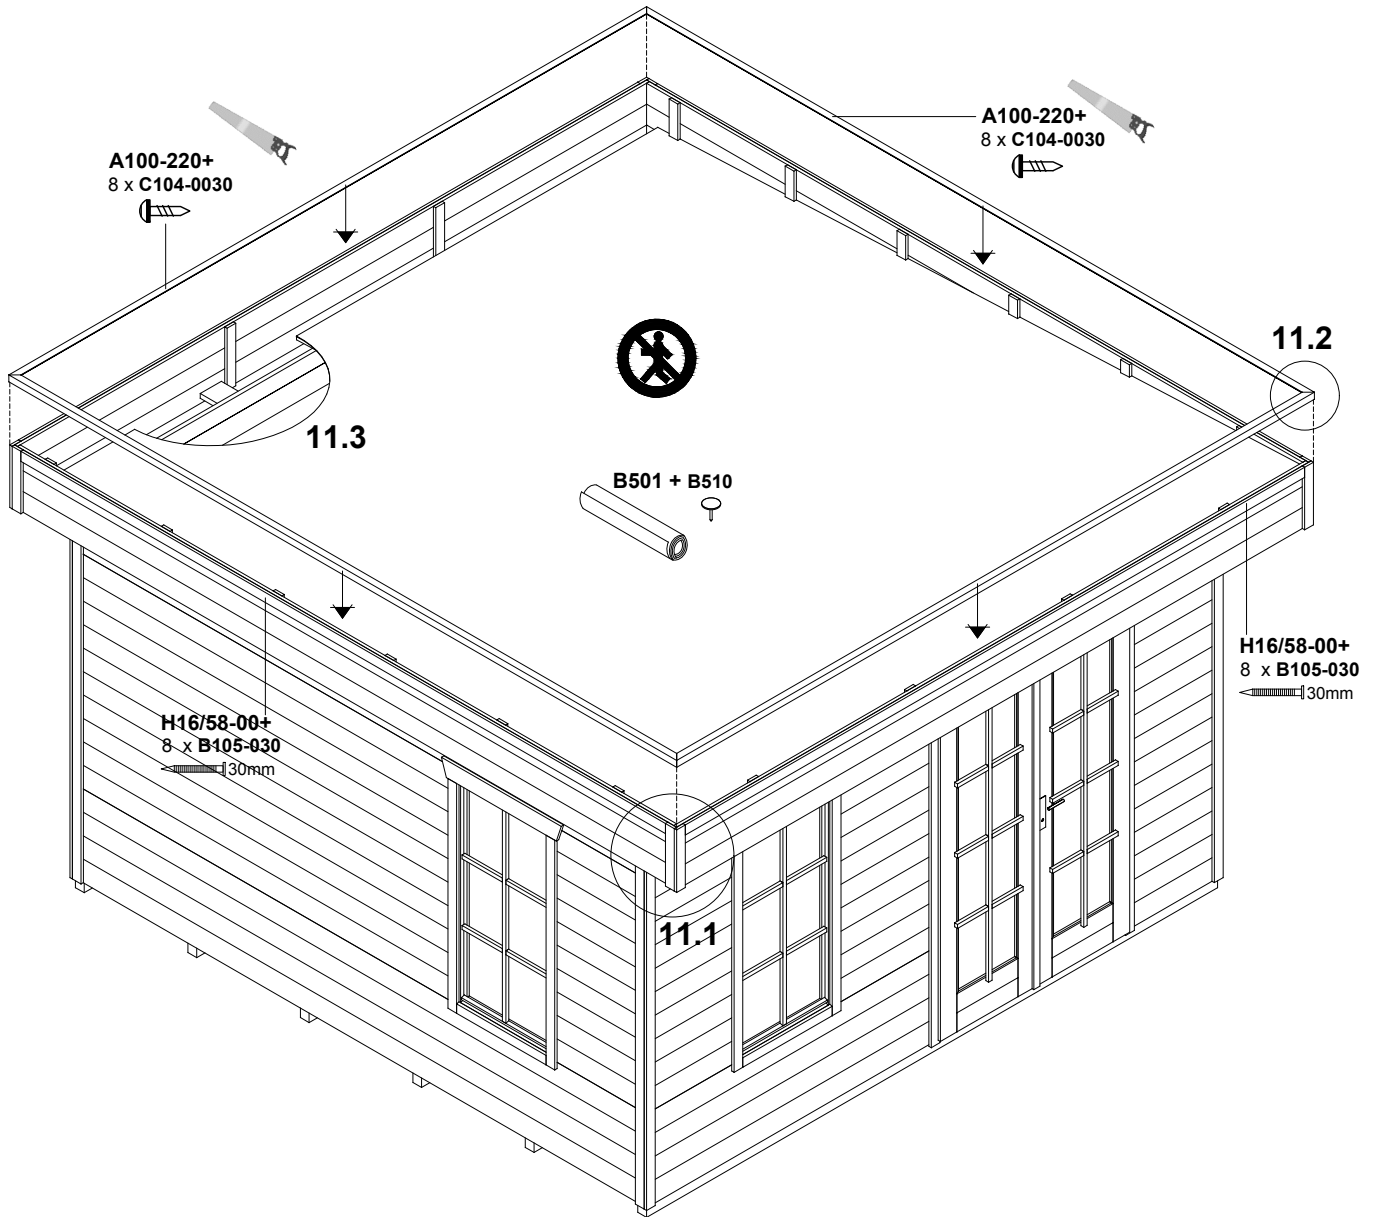 A100-220+
8 x C104-0030
A100-220+
8 x C104-0030
11.2
11.3
B501 + B510
H16/58-00+
8 x B105-030
30mm
H16/58-00+
8 x B105-030
30mm
11.1